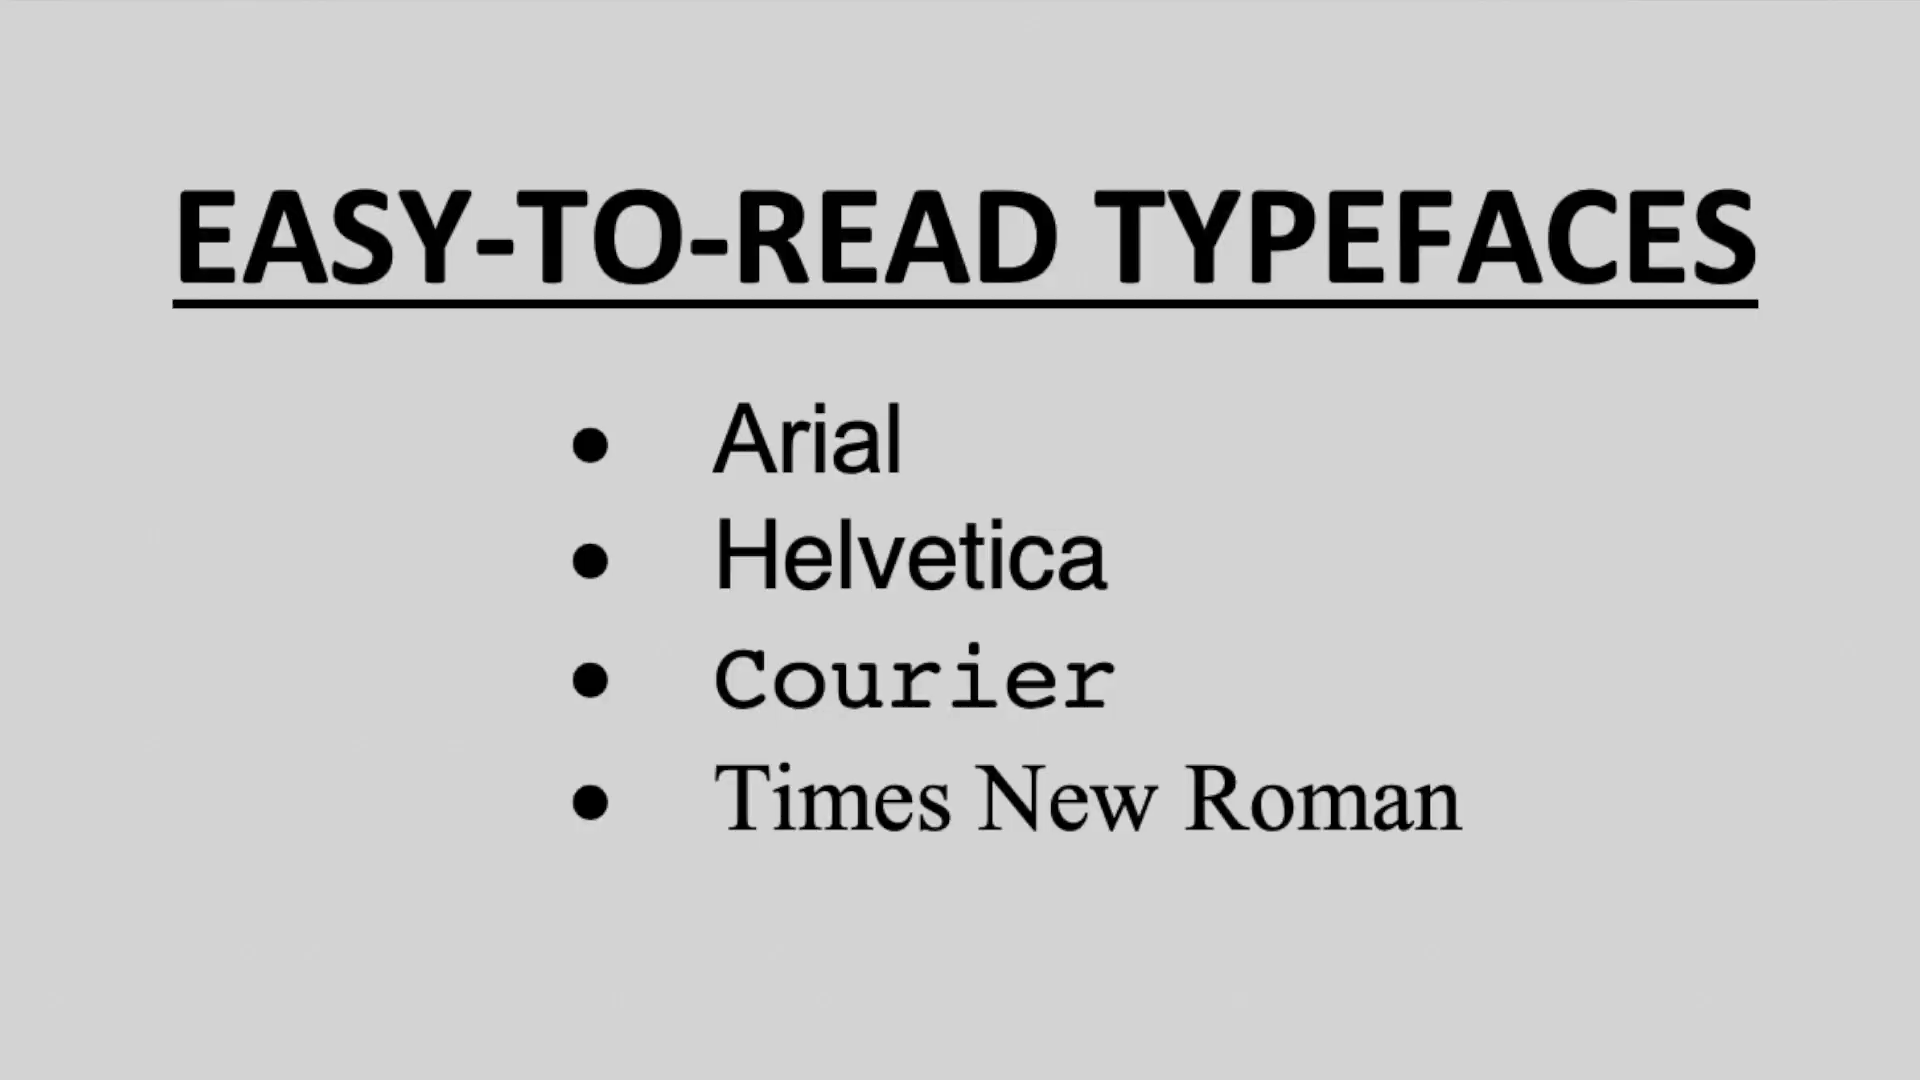 EASY-TO-READ TYPEFACES
• Arial
• Helvetica
• Courier
• Times New Roman